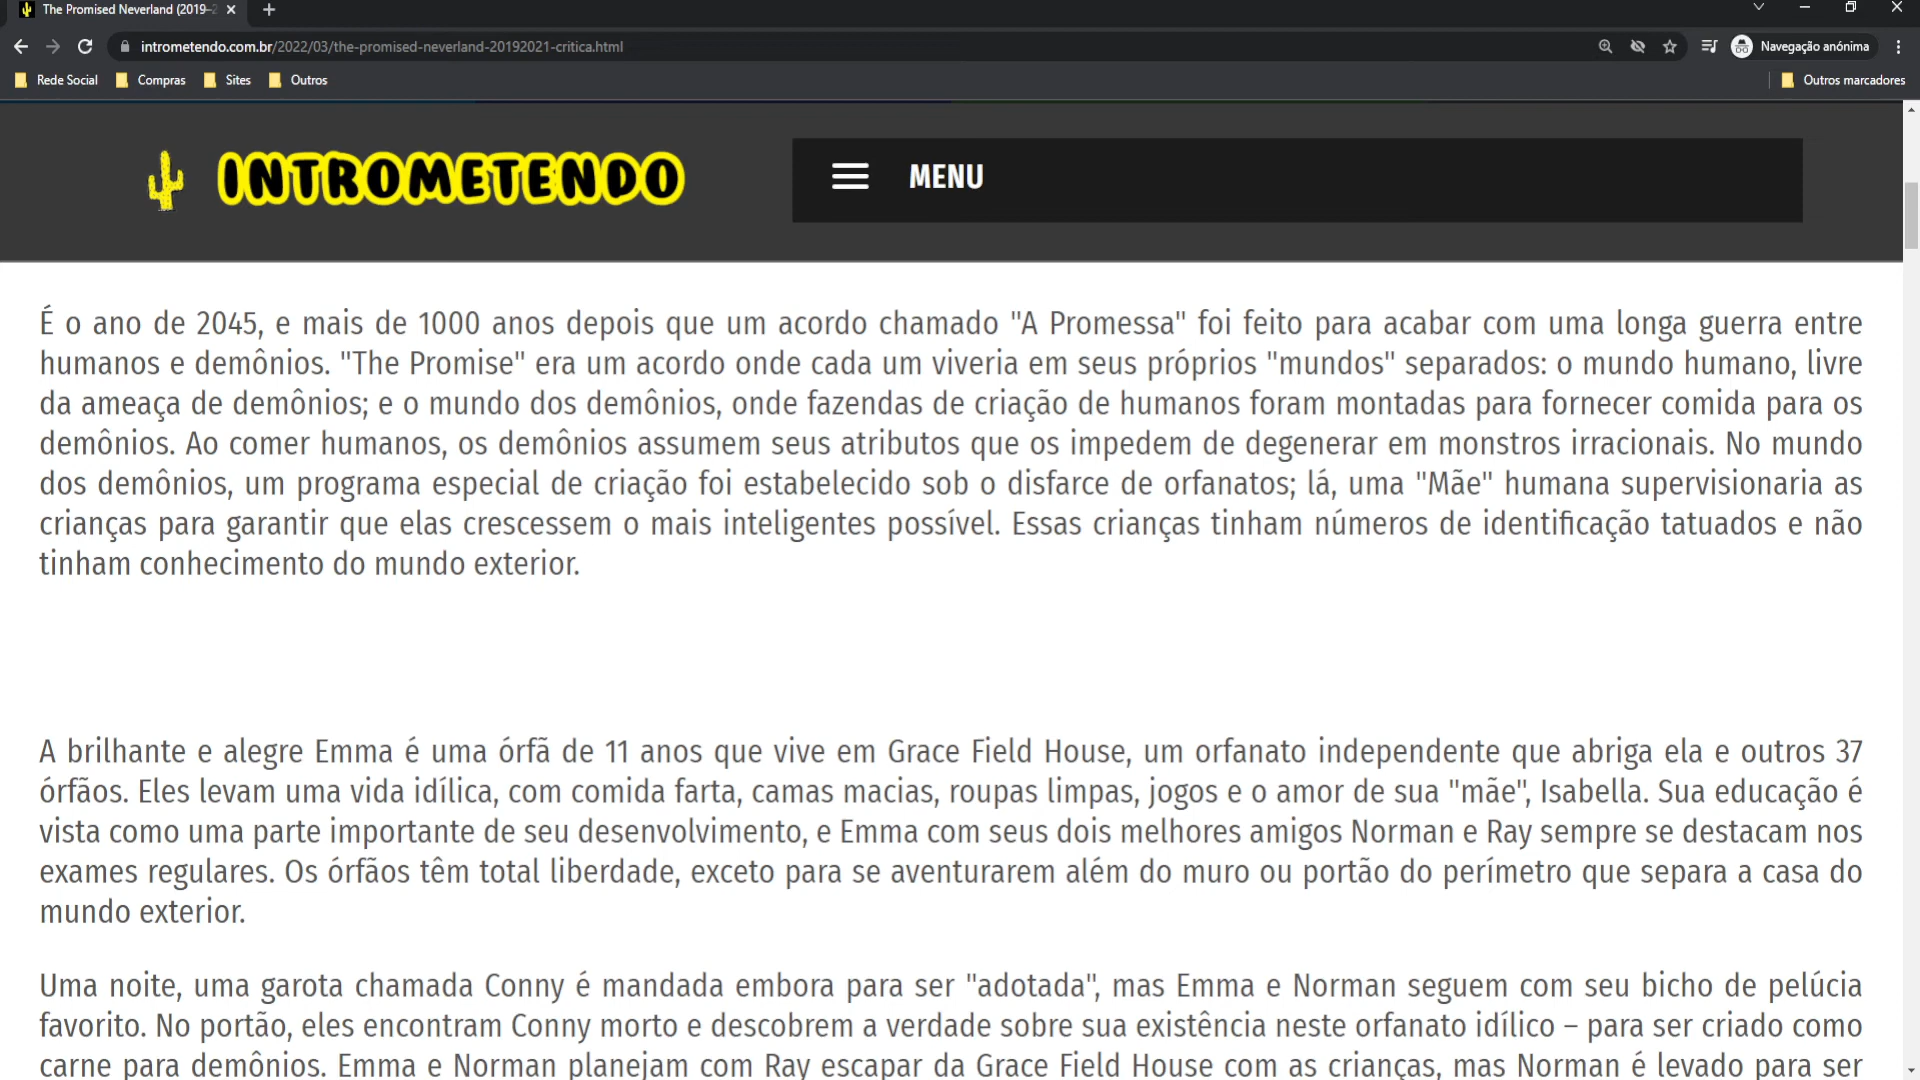 The Promised Neverland (2019–2
intrometendo.com.br/2022/03/the-promised-neverland-20192021-critica.html
Navegação anónima
Rede Social
Compras
Sites
Outros
Outros marcadores
INTROMETENDO
MENU
É o ano de 2045, e mais de 1000 anos depois que um acordo chamado "A Promessa" foi feito para acabar com uma longa guerra entre
humanos e demônios. "The Promise" era um acordo onde cada um viveria em seus próprios "mundos" separados: o mundo humano, livre
da ameaça de demônios; e o mundo dos demônios, onde fazendas de criação de humanos foram montadas para fornecer comida para os
demônios. Ao comer humanos, os demônios assumem seus atributos que os impedem de degenerar em monstros irracionais. No mundo
dos demônios, um programa especial de criação foi estabelecido sob o disfarce de orfanatos; lá, uma "Mãe" humana supervisionaria as
crianças para garantir que elas crescessem o mais inteligentes possível. Essas crianças tinham números de identificação tatuados e não
tinham conhecimento do mundo exterior.
A brilhante e alegre Emma é uma órfã de 11 anos que vive em Grace Field House, um orfanato independente que abriga ela e outros 37
órfãos. Eles levam uma vida idílica, com comida farta, camas macias, roupas limpas, jogos e o amor de sua "mãe", Isabella. Sua educação é
vista como uma parte importante de seu desenvolvimento, e Emma com seus dois melhores amigos Norman e Ray sempre se destacam nos
exames regulares. Os órfãos têm total liberdade, exceto para se aventurarem além do muro ou portão do perímetro que separa a casa do
mundo exterior.
Uma noite, uma garota chamada Conny é mandada embora para ser "adotada", mas Emma e Norman seguem com seu bicho de pelúcia
favorito. No portão, eles encontram Conny morto e descobrem a verdade sobre sua existência neste orfanato idílico – para ser criado como
carne para demônios. Emma e Norman planejam com Ray escapar da Grace Field House com as crianças, mas Norman é levado para ser